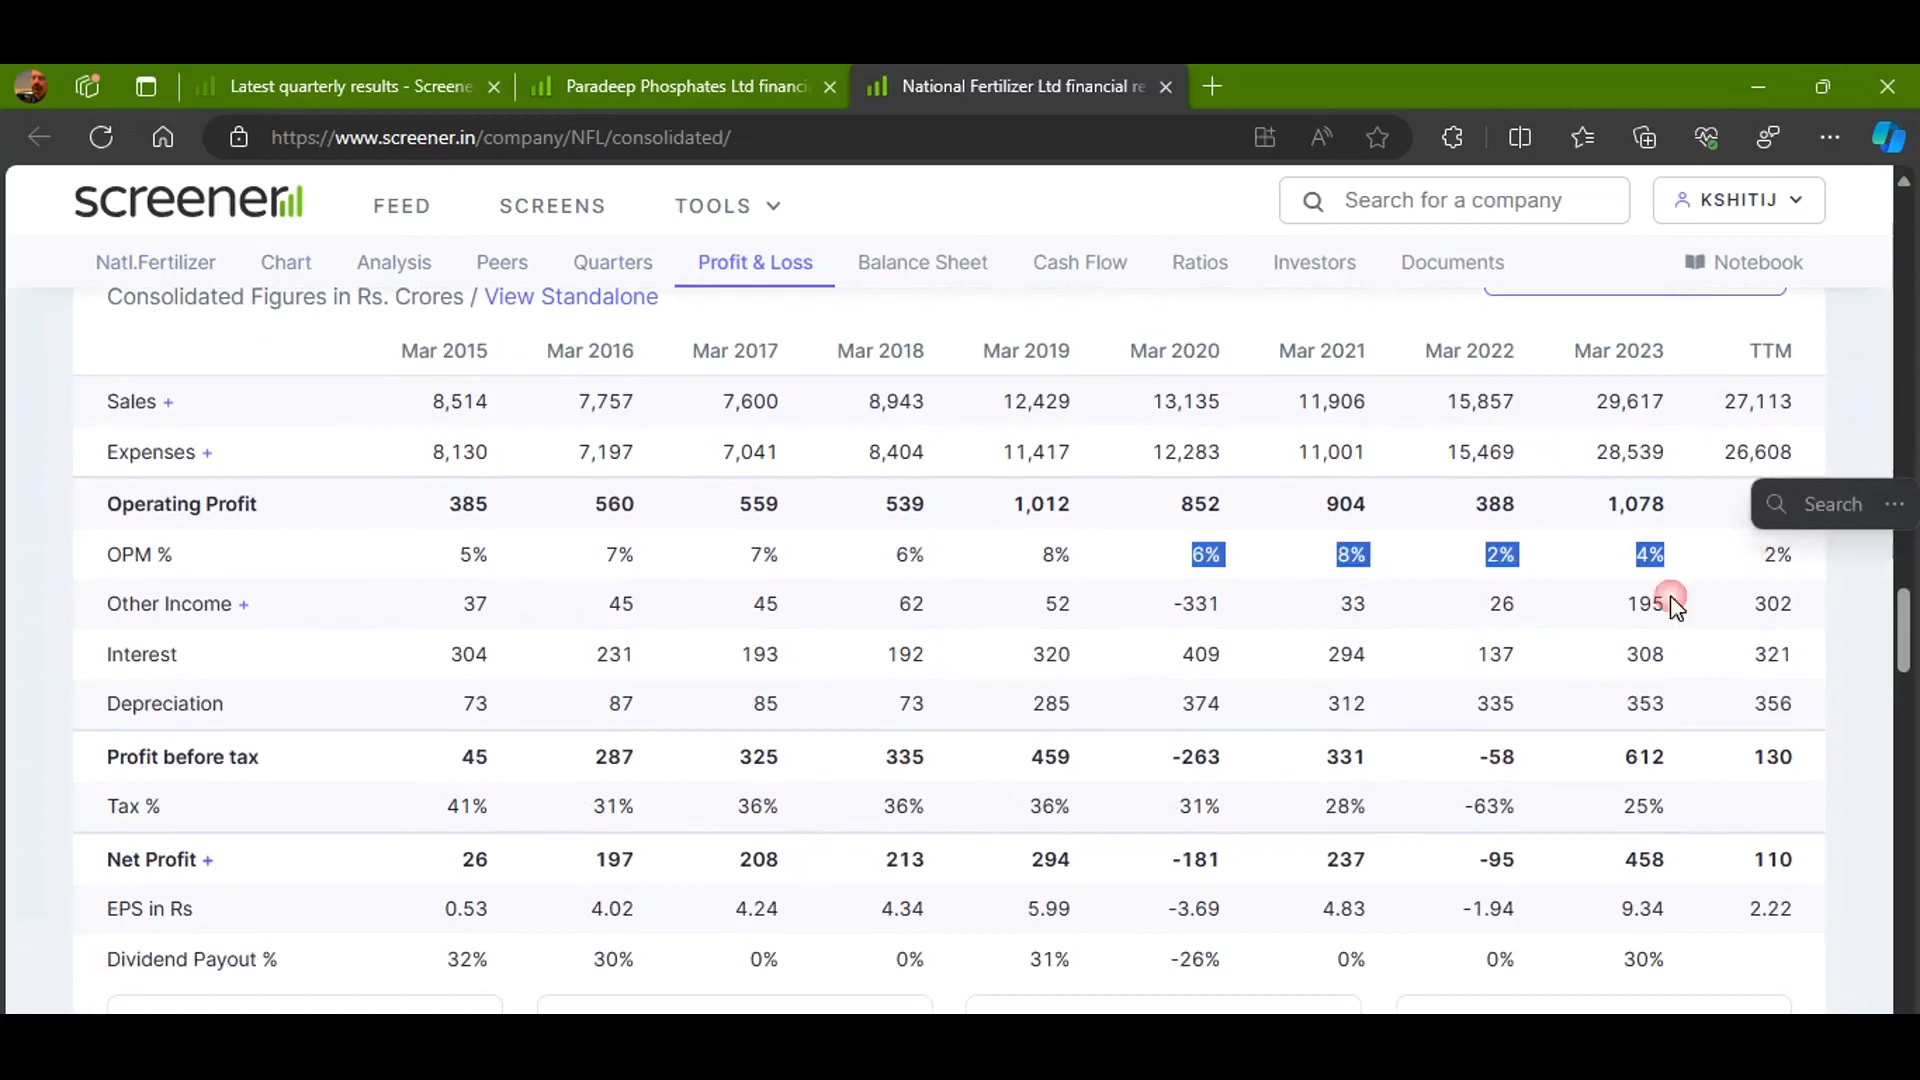 Latest quarterly results - Screene
Paradeep Phosphates Ltd financi
National Fertilizer Ltd financial re
https://www.screener.in/company/NFL/consolidated/
screener
FEED SCREENS TOOLS
Search for a company
KSHITIJ
Natl.Fertilizer Chart Analysis Peers Quarters Profit & Loss Balance Sheet Cash Flow Ratios Investors Documents Notebook
Consolidated Figures in Rs. Crores / View Standalone
Mar 2015 Mar 2016 Mar 2017 Mar 2018 Mar 2019 Mar 2020 Mar 2021 Mar 2022 Mar 2023 TTM
Sales + 8,514 7,757 7,600 8,943 12,429 13,135 11,906 15,857 29,617 27,113
Expenses + 8,130 7,197 7,041 8,404 11,417 12,283 11,001 15,469 28,539 26,608
Operating Profit 385 560 559 539 1,012 852 904 388 1,078
Search ...
OPM % 5% 7% 7% 6% 8% 6% 8% 2% 4% 2%
Other Income + 37 45 45 62 52 -331 33 26 195 302
Interest 304 231 193 192 320 409 294 137 308 321
Depreciation 73 87 85 73 285 374 312 335 353 356
Profit before tax 45 287 325 335 459 -263 331 -58 612 130
Tax % 41% 31% 36% 36% 36% 31% 28% -63% 25%
Net Profit + 26 197 208 213 294 -181 237 -95 458 110
EPS in Rs 0.53 4.02 4.24 4.34 5.99 -3.69 4.83 -1.94 9.34 2.22
Dividend Payout % 32% 30% 0% 0% 31% -26% 0% 0% 30%